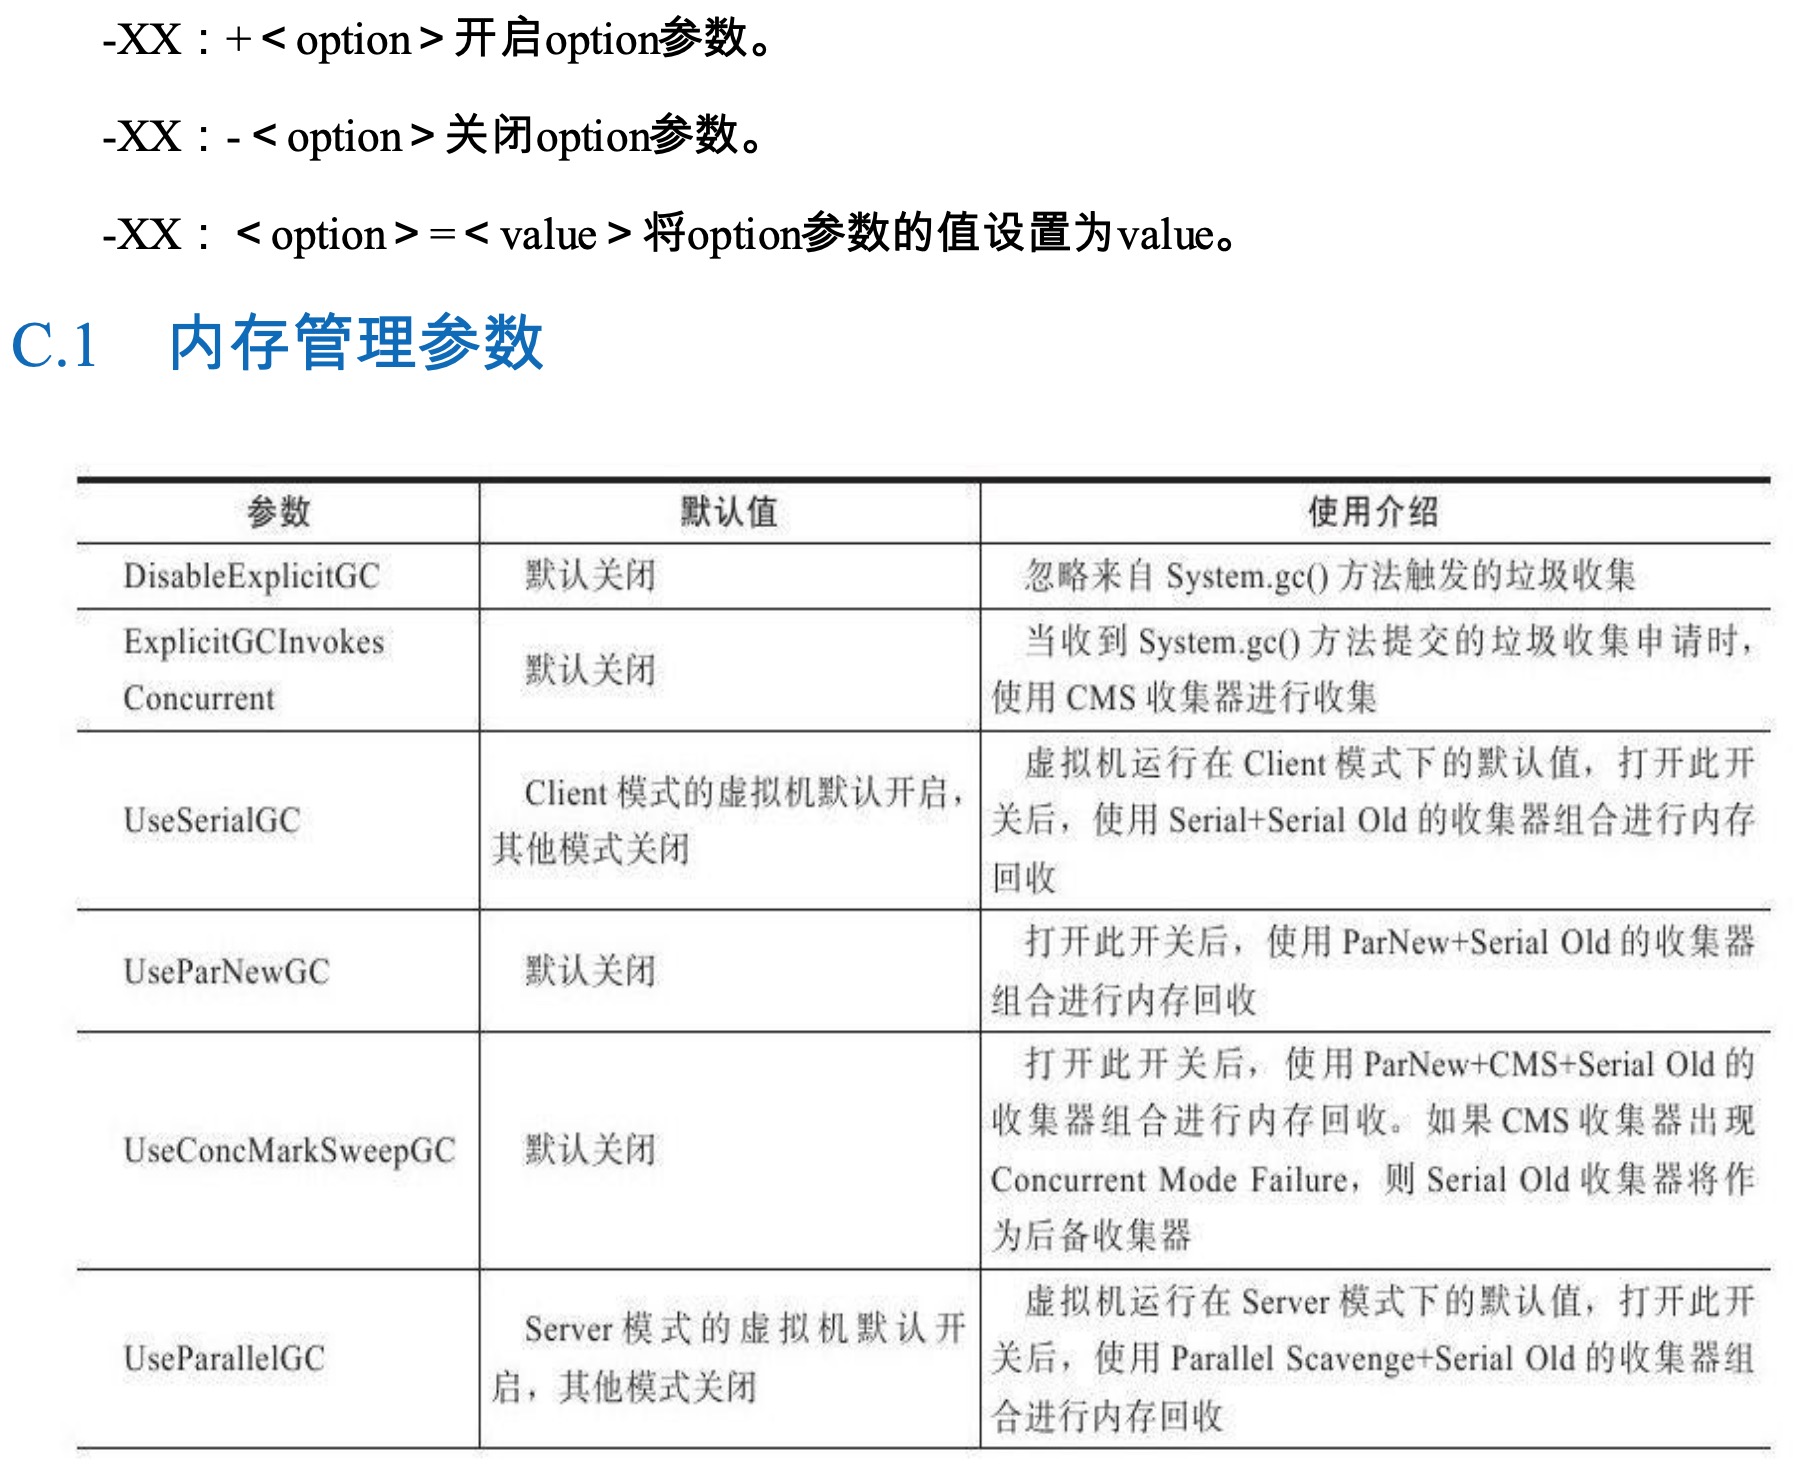 -XX：+＜option＞开启option参数。
-XX：-＜option＞关闭option参数。
-XX：＜option＞=＜value＞将option参数的值设置为value。
C.1 内存管理参数
参数 默认值 使用介绍
DisableExplicitGC 默认关闭 忽略来自 System.gc() 方法触发的垃圾收集
ExplicitGCInvokes
Concurrent
默认关闭
当收到 System.gc() 方法提交的垃圾收集申请时，
使用 CMS 收集器进行收集
UseSerialGC
Client 模式的虚拟机默认开启，
其他模式关闭
虚拟机运行在 Client 模式下的默认值，打开此开
关后，使用 Serial+Serial Old 的收集器组合进行内存
回收
UseParNewGC
默认关闭
打开此开关后，使用 ParNew+Serial Old 的收集器
组合进行内存回收
UseConcMarkSweepGC
默认关闭
打开此开关后，使用 ParNew+CMS+Serial Old 的
收集器组合进行内存回收。如果 CMS 收集器出现
Concurrent Mode Failure，则 Serial Old 收集器将作
为后备收集器
UseParallelGC
Server 模式的虚拟机默认开
启，其他模式关闭
虚拟机运行在 Server 模式下的默认值，打开此开
关后，使用 Parallel Scavenge+Serial Old 的收集器组
合进行内存回收